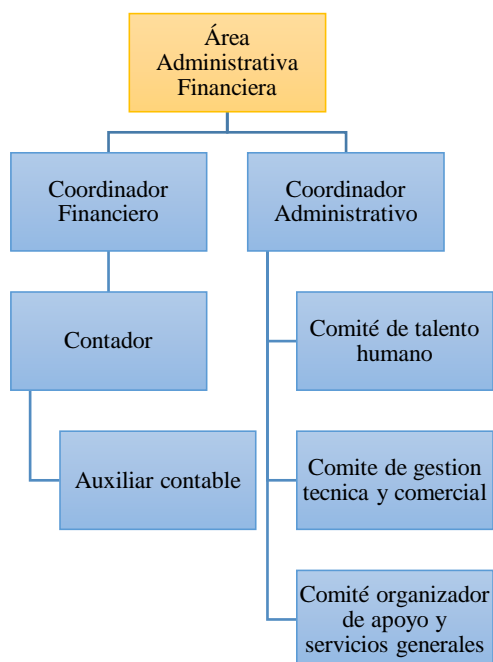 Área
Administrativa
Financiera
Coordinador
Financiero
Coordinador
Administrativo
Contador
Comité de talento
humano
Auxiliar contable
Comite de gestion
tecnica y comercial
Comité organizador
de apoyo y
servicios generales